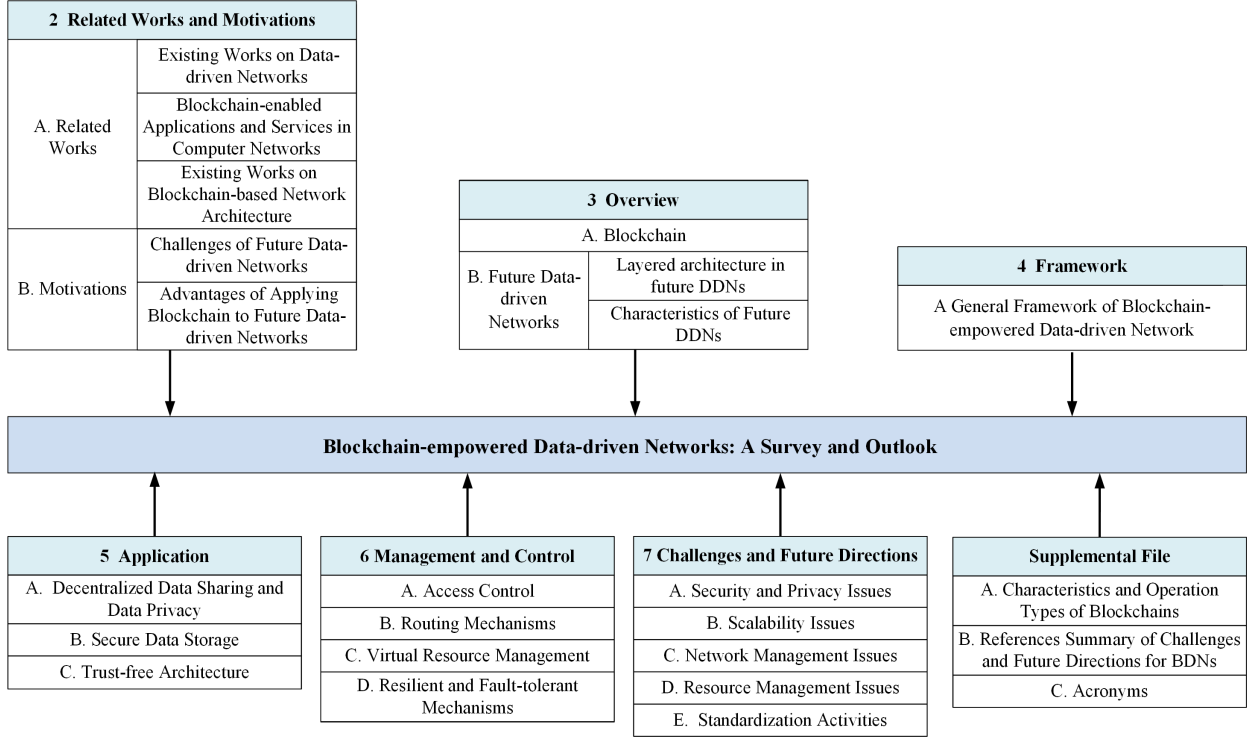 2 Related Works and Motivations
A. Related
Works
Existing Works on Data-
driven Networks
Blockchain-enabled
Applications and Services in
Computer Networks
Existing Works on
Blockchain-based Network
Architecture
B. Motivations
Challenges of Future Data-
driven Networks
Advantages of Applying
Blockchain to Future Data-
driven Networks
3 Overview
A. Blockchain
B. Future Data-
driven
Networks
Layered architecture in
future DDNs
Characteristics of Future
DDNs
4 Framework
A General Framework of Blockchain-
empowered Data-driven Network
Blockchain-empowered Data-driven Networks: A Survey and Outlook
5 Application
A. Decentralized Data Sharing and
Data Privacy
B. Secure Data Storage
C. Trust-free Architecture
6 Management and Control
A. Access Control
B. Routing Mechanisms
C. Virtual Resource Management
D. Resilient and Fault-tolerant
Mechanisms
7 Challenges and Future Directions
A. Security and Privacy Issues
B. Scalability Issues
C. Network Management Issues
D. Resource Management Issues
E. Standardization Activities
Supplemental File
A. Characteristics and Operation
Types of Blockchains
B. References Summary of Challenges
and Future Directions for BDNs
C. Acronyms